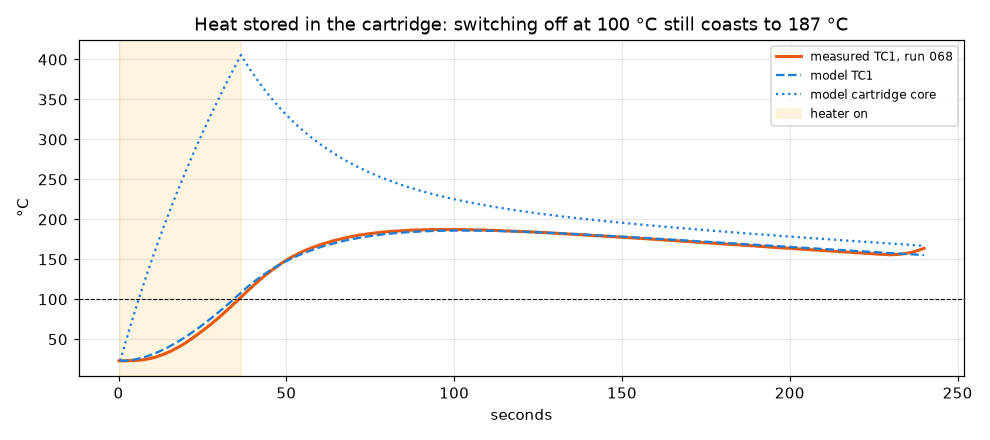 Heat stored in the cartridge: switching off at 100 °C still coasts to 187 °C
measured TC1, run 068
model TC1
model cartridge core
heater on
°C
400
350
300
250
200
150
100
50
0 50 100 150 200 250
seconds